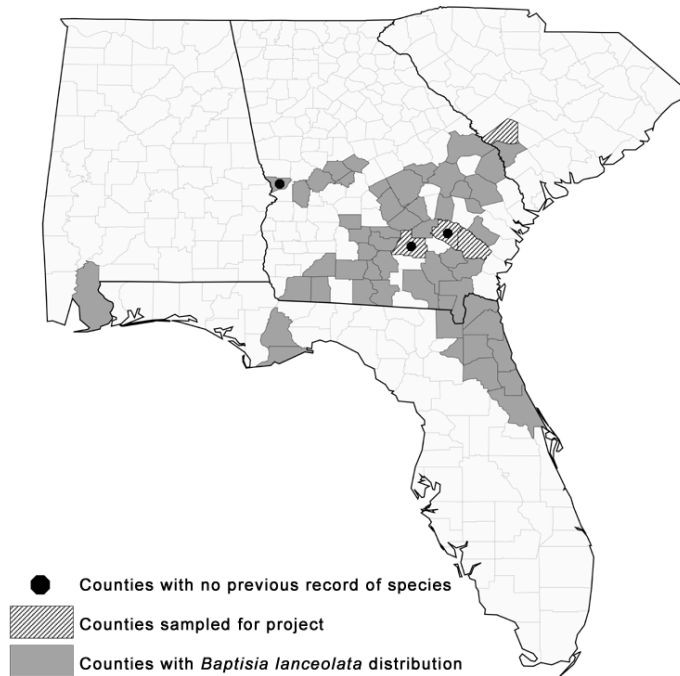 Counties with no previous record of species
Counties sampled for project
Counties with Baptisia lanceolata distribution